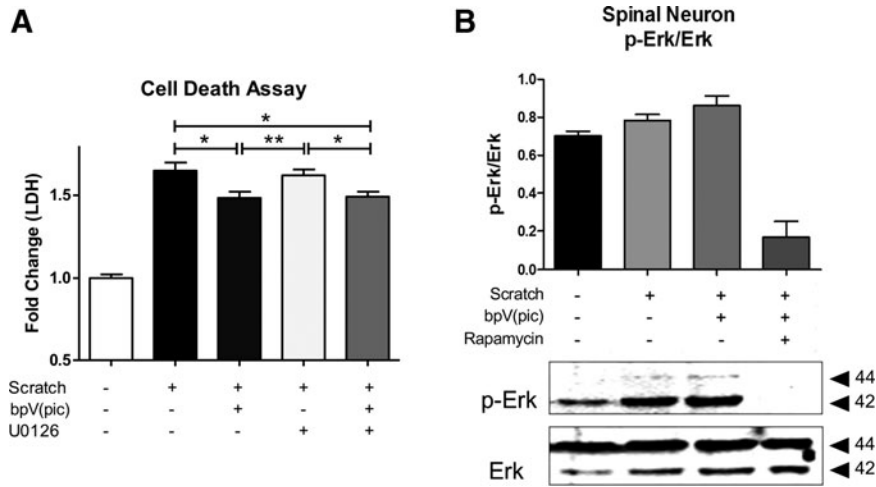 A
Cell Death Assay
*
* ** *
Fold Change (LDH)
1.5
1.0
0.5
Scratch - + + + +
bpV(pic) - - + - +
U0126 - - - + +
B
Spinal Neuron
p-Erk/Erk
p-Erk/Erk
1.0
0.8
0.6
0.4
0.2
0.0
Scratch - + + +
bpV(pic) - - + +
Rapamycin - - - +
p-Erk
44
42
Erk
44
42